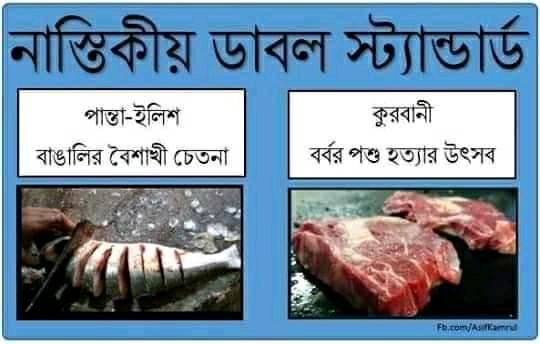 নাস্তিকীয় ডাবল স্ট্যান্ডার্ড
পান্তা-ইলিশ
বাঙালির বৈশাখী চেতনা
কুরবানী
বর্বর পশু হত্যার উৎসব
Fb.com/AsifKamrul